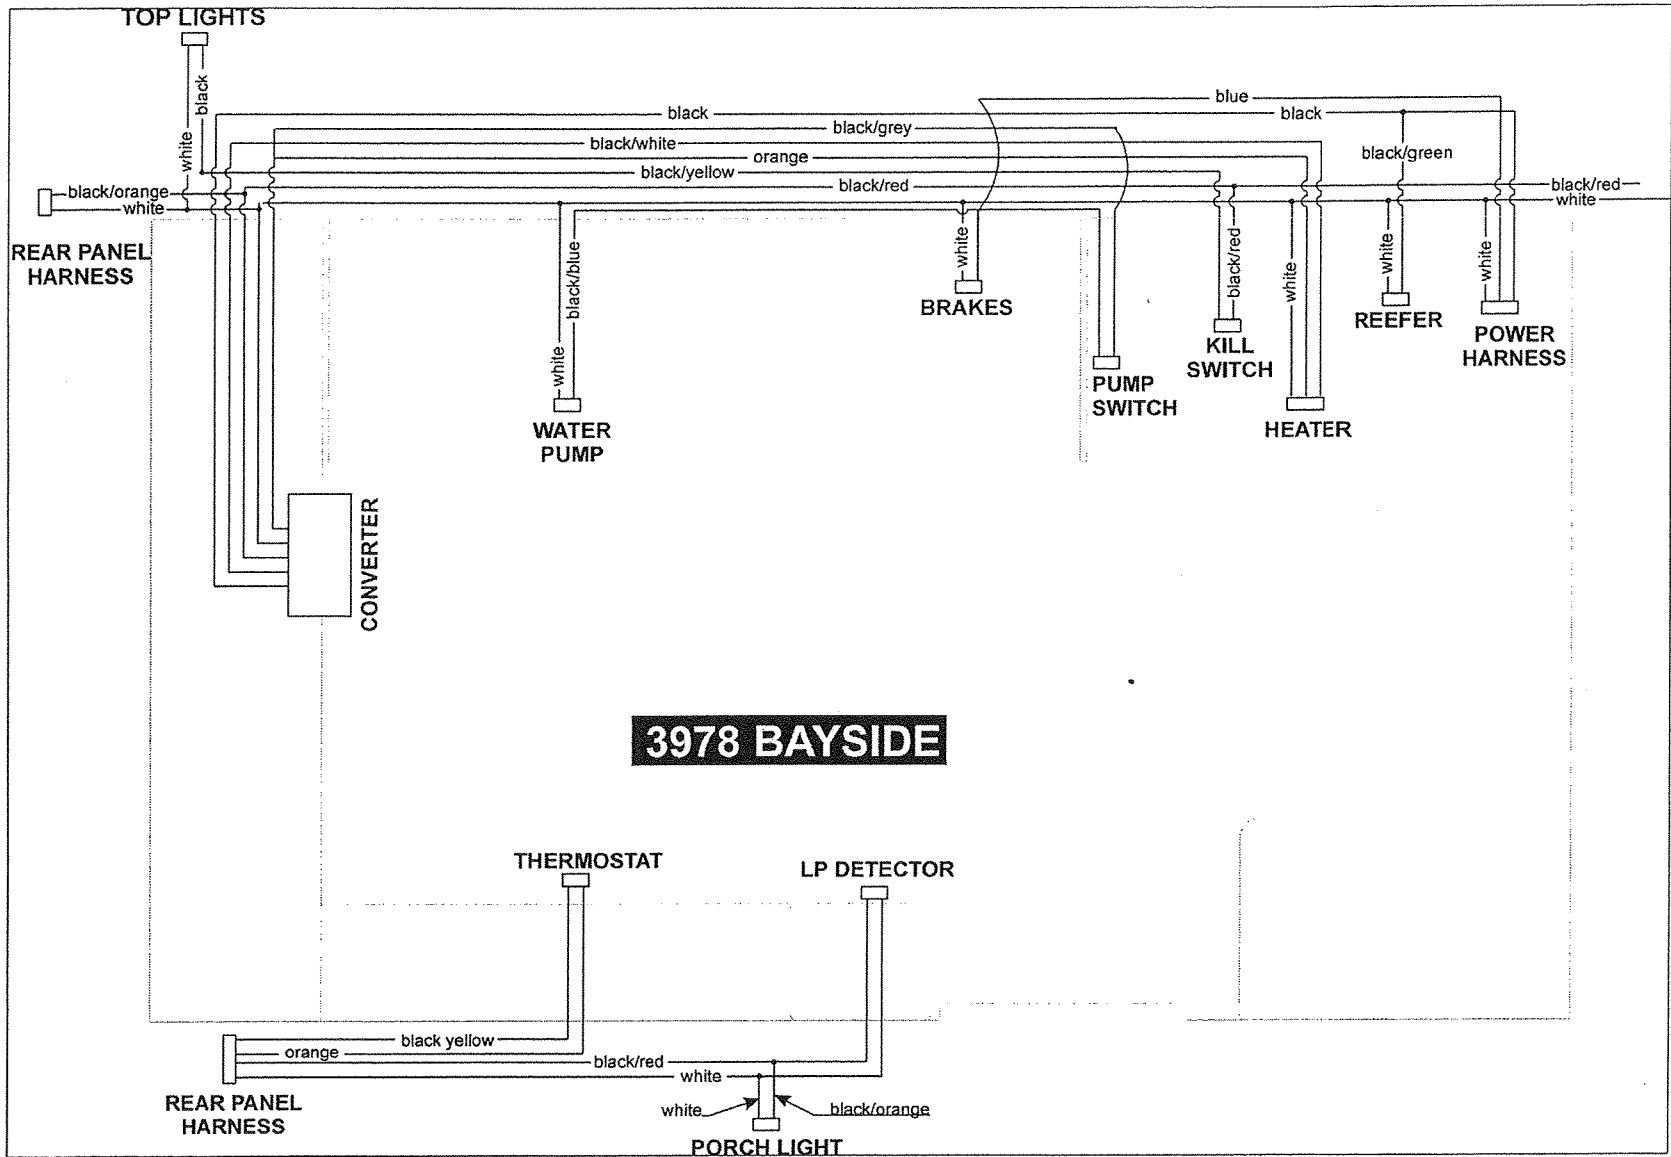 TOP LIGHTS
black
white
blue
black
black
black/grey
black/white
black/green
orange
black/yellow
black/red
black/red
black/orange
white
white
REAR PANEL
HARNESS
white
black/blue
white
black/red
white
white
white
BRAKES
REEFER
POWER
HARNESS
KILL
SWITCH
PUMP
SWITCH
HEATER
WATER
PUMP
CONVERTER
3978 BAYSIDE
THERMOSTAT
LP DETECTOR
black yellow
orange
black/red
white
REAR PANEL
HARNESS
white
black/orange
PORCH LIGHT